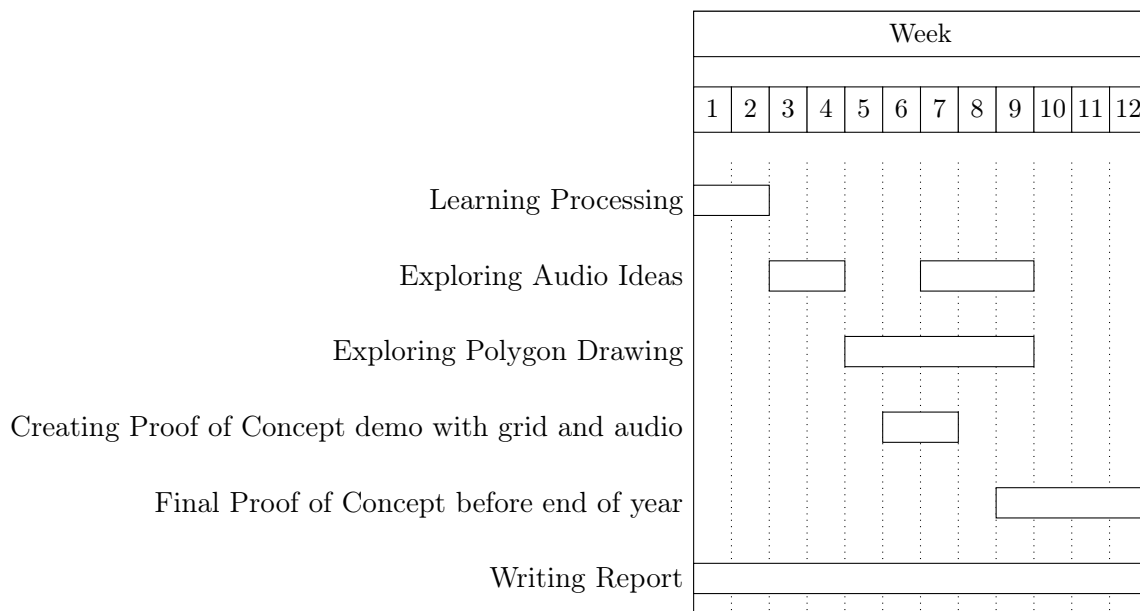 Week
1 2 3 4 5 6 7 8 9 10 11 12
Learning Processing
Exploring Audio Ideas
Exploring Polygon Drawing
Creating Proof of Concept demo with grid and audio
Final Proof of Concept before end of year
Writing Report